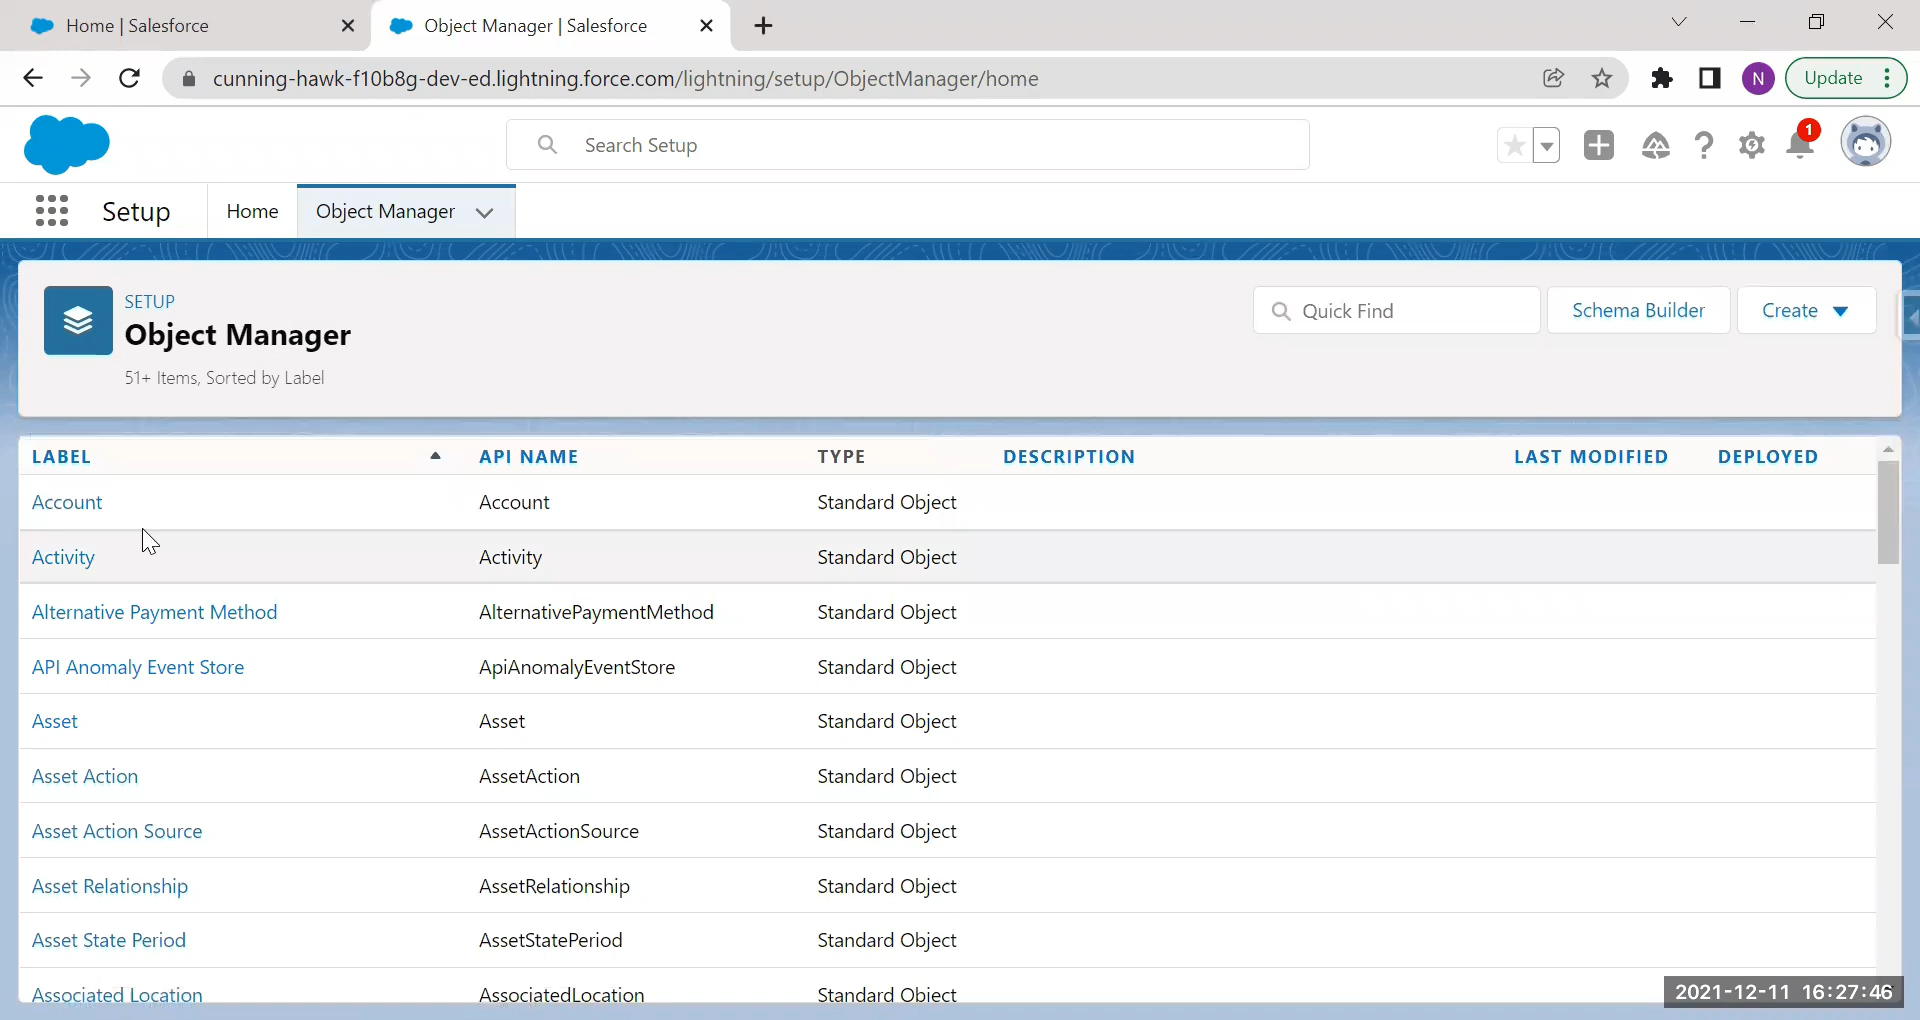 Home | Salesforce
Object Manager | Salesforce
cunning-hawk-f10b8g-dev-ed.lightning.force.com/lightning/setup/ObjectManager/home
N
Update
Search Setup
1
Setup
Home
Object Manager
SETUP
Object Manager
51+ Items, Sorted by Label
Quick Find
Schema Builder
Create
LABEL API NAME TYPE DESCRIPTION LAST MODIFIED DEPLOYED
Account Account Standard Object
Activity Activity Standard Object
Alternative Payment Method AlternativePaymentMethod Standard Object
API Anomaly Event Store ApiAnomalyEventStore Standard Object
Asset Asset Standard Object
Asset Action AssetAction Standard Object
Asset Action Source AssetActionSource Standard Object
Asset Relationship AssetRelationship Standard Object
Asset State Period AssetStatePeriod Standard Object
Associated Location AssociatedLocation Standard Object
2021-12-11 16:27:46